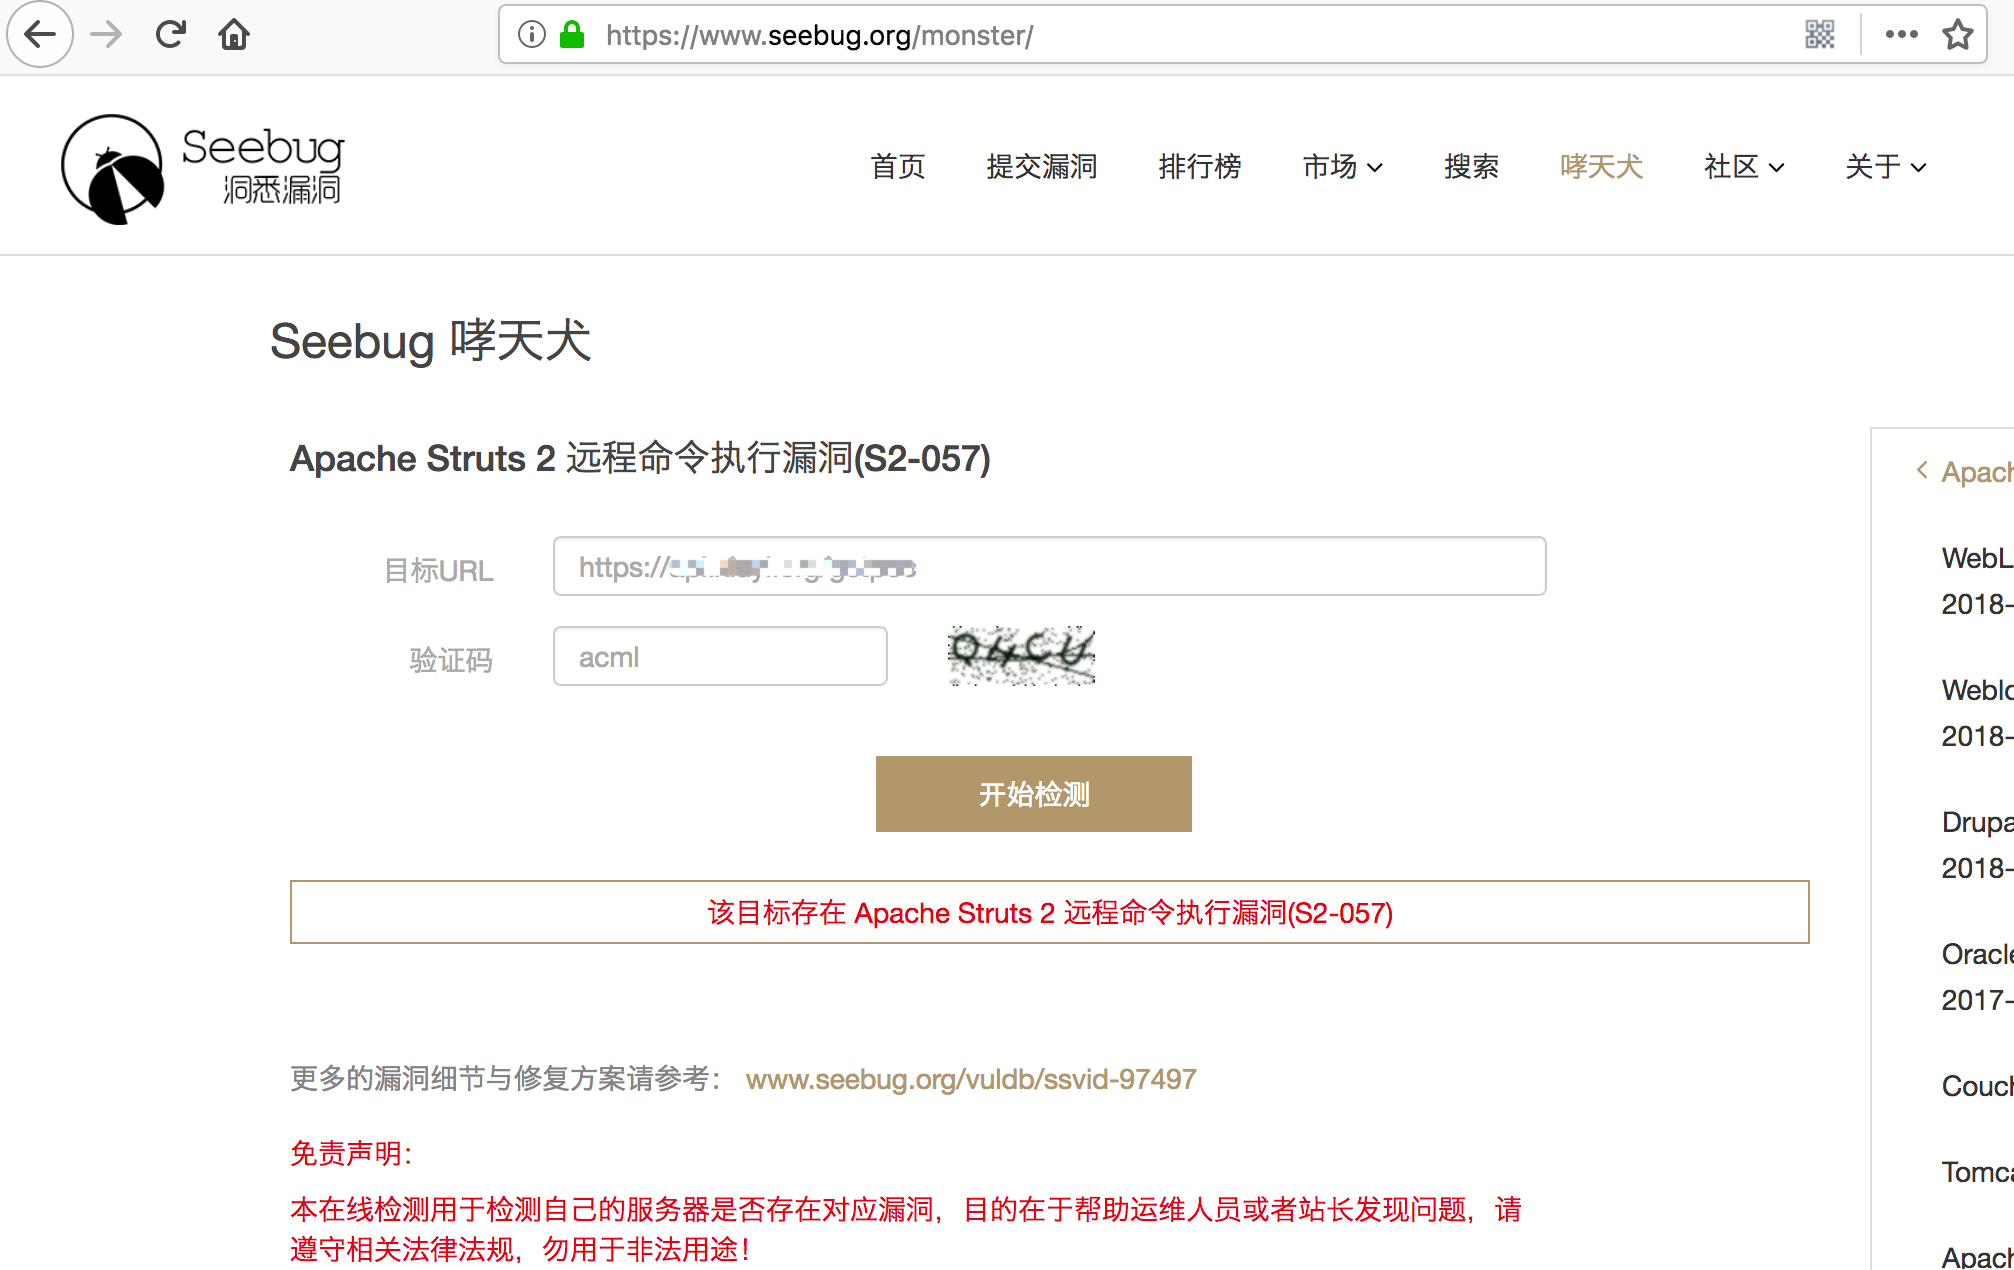 https://www.seebug.org/monster/
Seebug
洞悉漏洞
首页 提交漏洞 排行榜 市场 搜索 哮天犬 社区 关于
Seebug 哮天犬
Apache Struts 2 远程命令执行漏洞(S2-057)
目标URL https://
验证码 acml
开始检测
该目标存在 Apache Struts 2 远程命令执行漏洞(S2-057)
更多的漏洞细节与修复方案请参考： www.seebug.org/vuldb/ssvid-97497
免责声明：
本在线检测用于检测自己的服务器是否存在对应漏洞，目的在于帮助运维人员或者站长发现问题，请
遵守相关法律法规，勿用于非法用途！
Apach
WebL
2018-
Weblo
2018-
Drupa
2018-
Oracle
2017-
Couch
Tomca
Apach